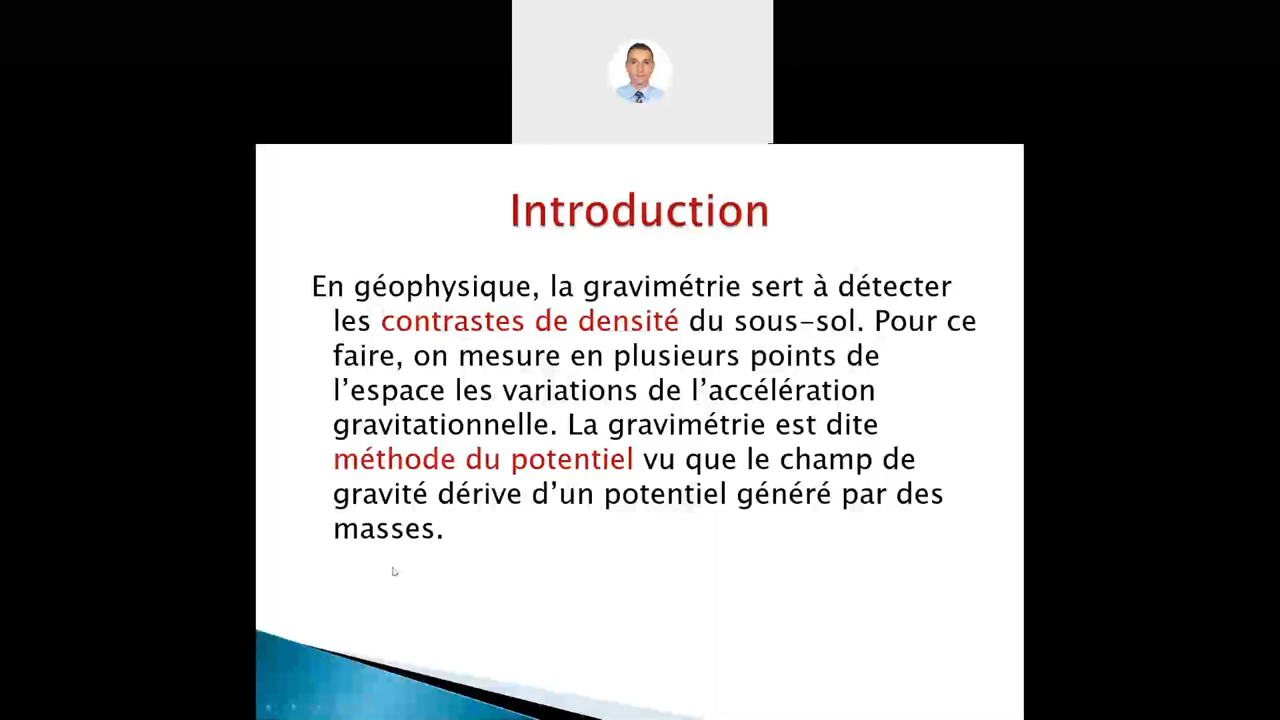 Introduction
En géophysique, la gravimétrie sert à détecter
les contrastes de densité du sous-sol. Pour ce
faire, on mesure en plusieurs points de
l’espace les variations de l’accélération
gravitationnelle. La gravimétrie est dite
méthode du potentiel vu que le champ de
gravité dérive d’un potentiel généré par des
masses.